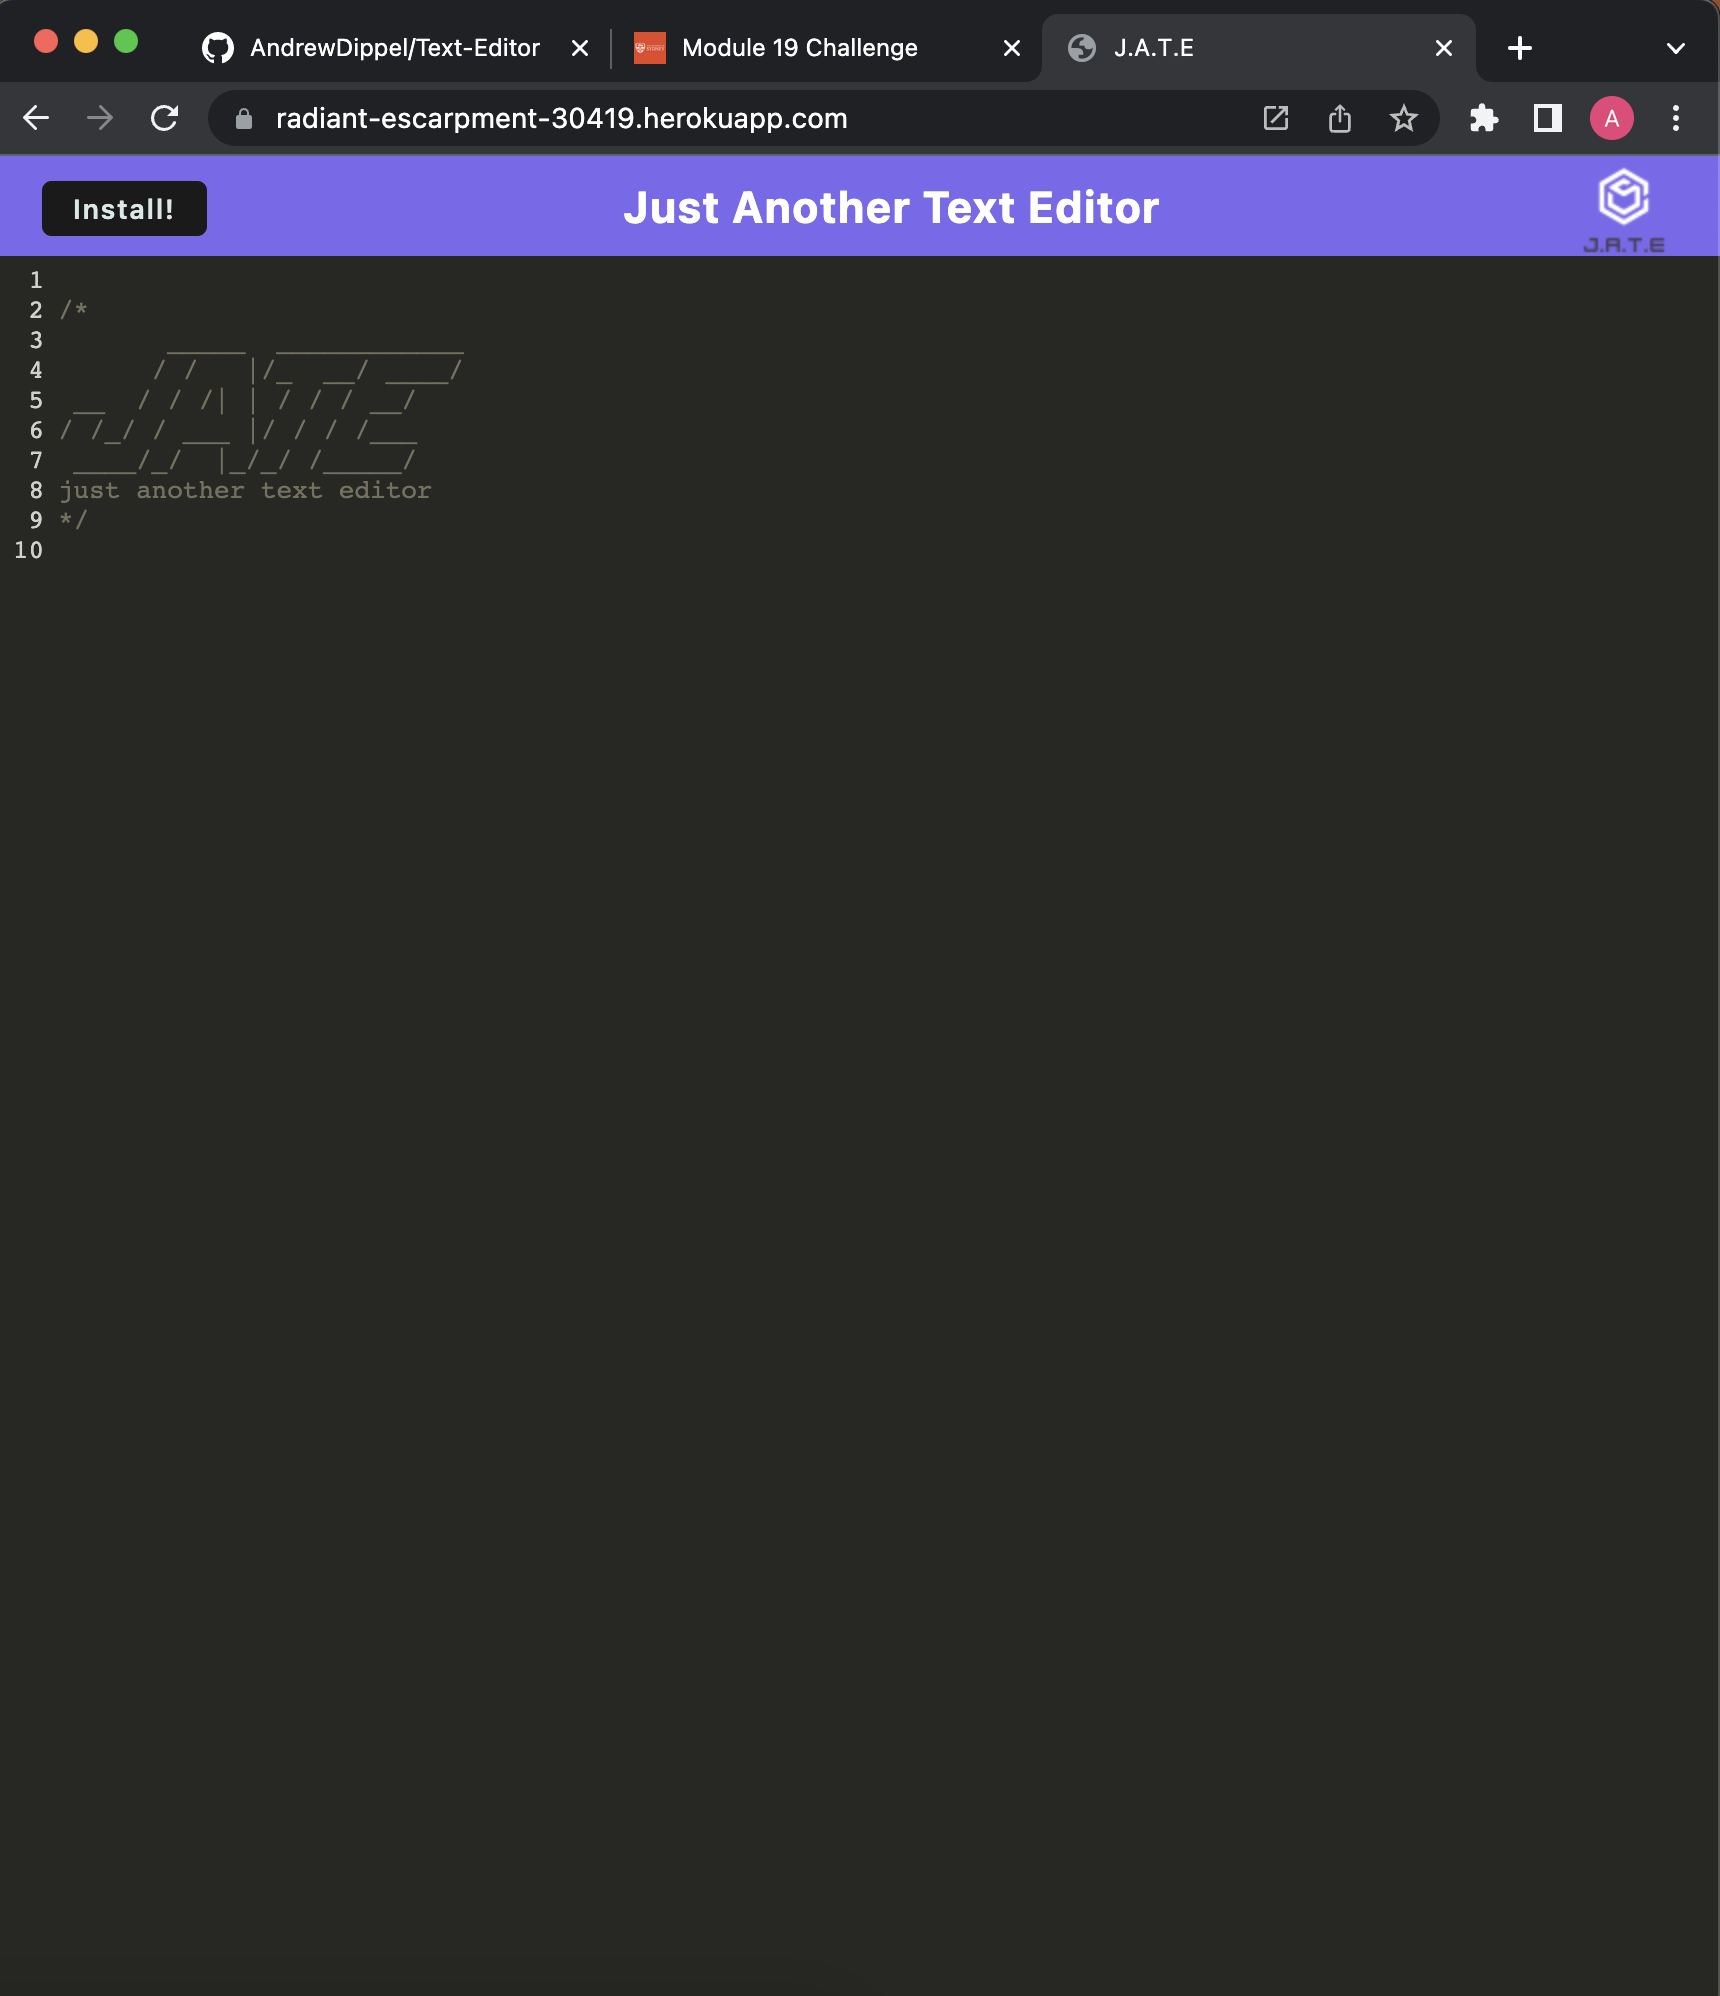 AndrewDippel/Text-Editor
Module 19 Challenge
J.A.T.E
radiant-escarpment-30419.herokuapp.com
A
Install!
Just Another Text Editor
J.A.T.E
1
2 /*
3        _____  ____________
4       / /   |/_  __/ ____/
5  __  / / /| | / / / __/
6 / /_/ / ___ |/ / / /___
7  ____/_/  |_/_/ /_____/
8 just another text editor
9 */
10